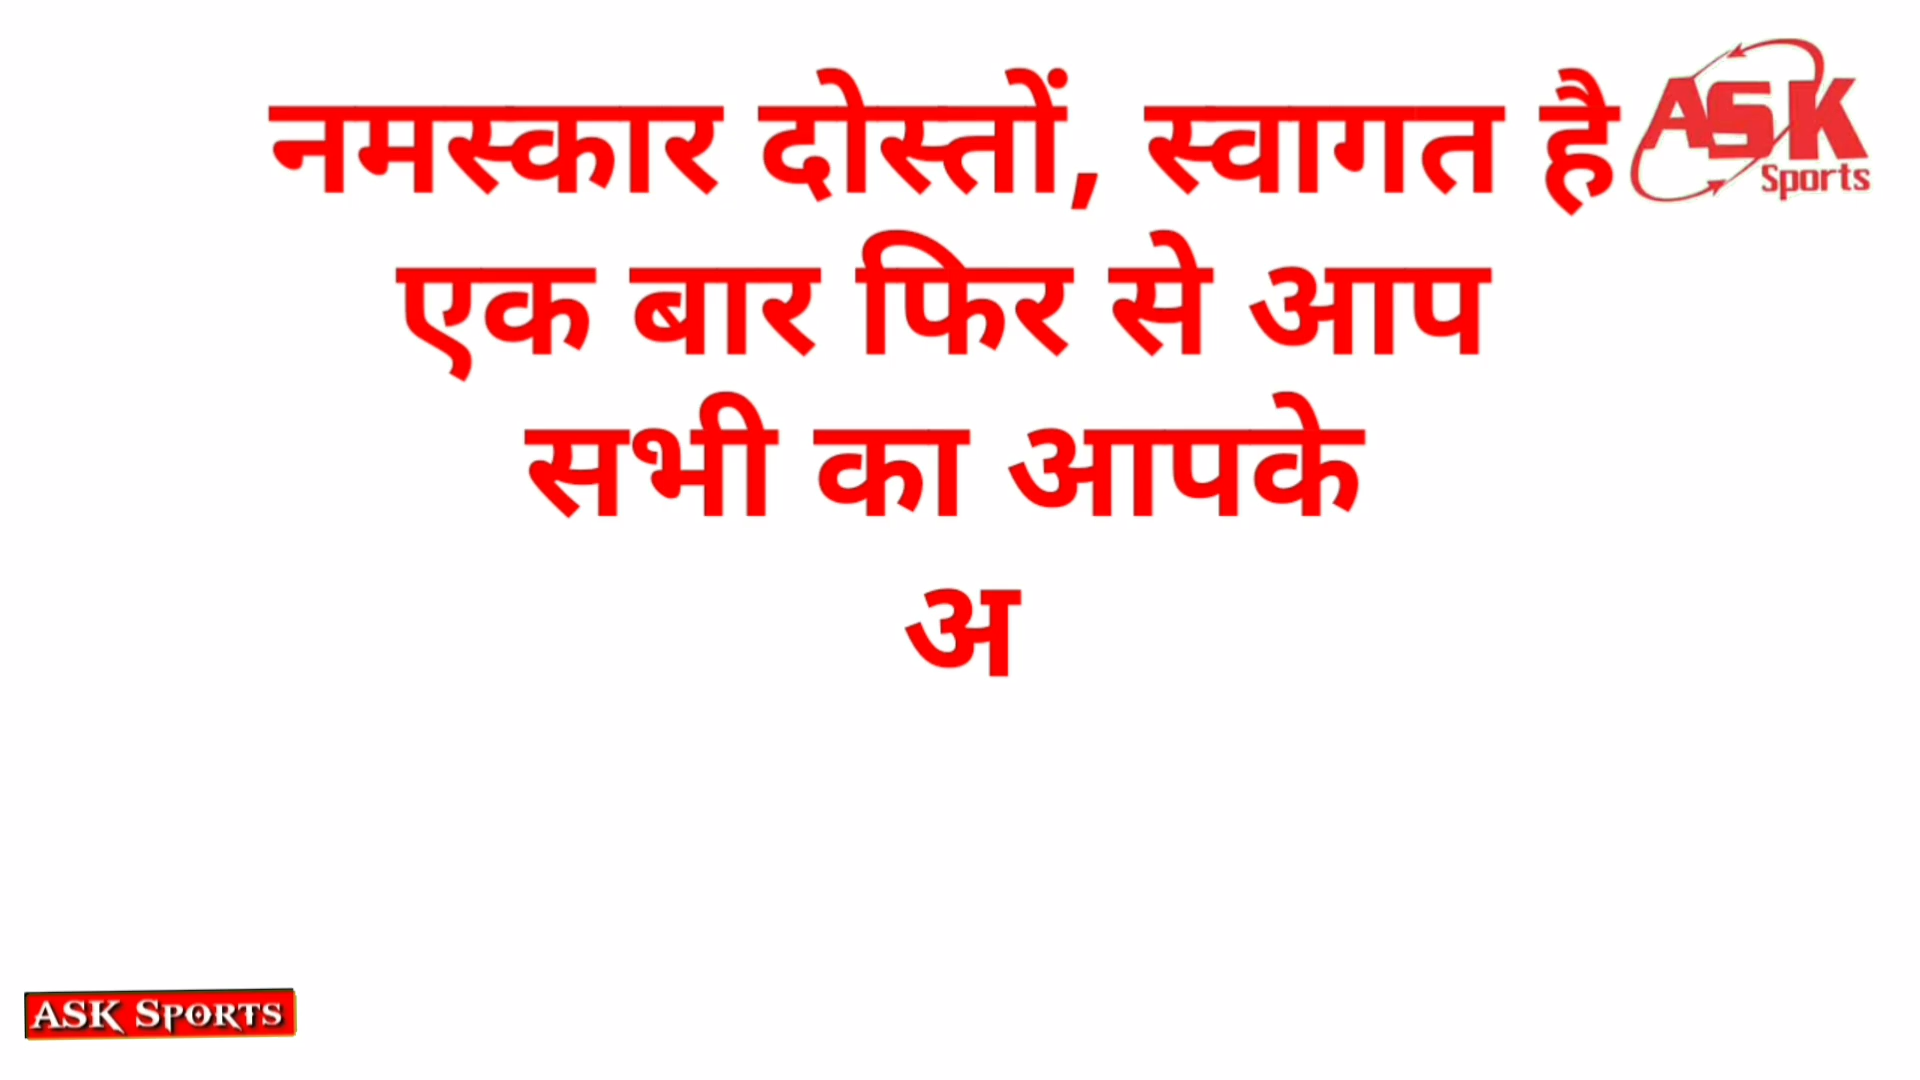 नमस्कार दोस्तों, स्वागत है
एक बार फिर से आप
सभी का आपके
अ
ASK
Sports
ASK SPORTS